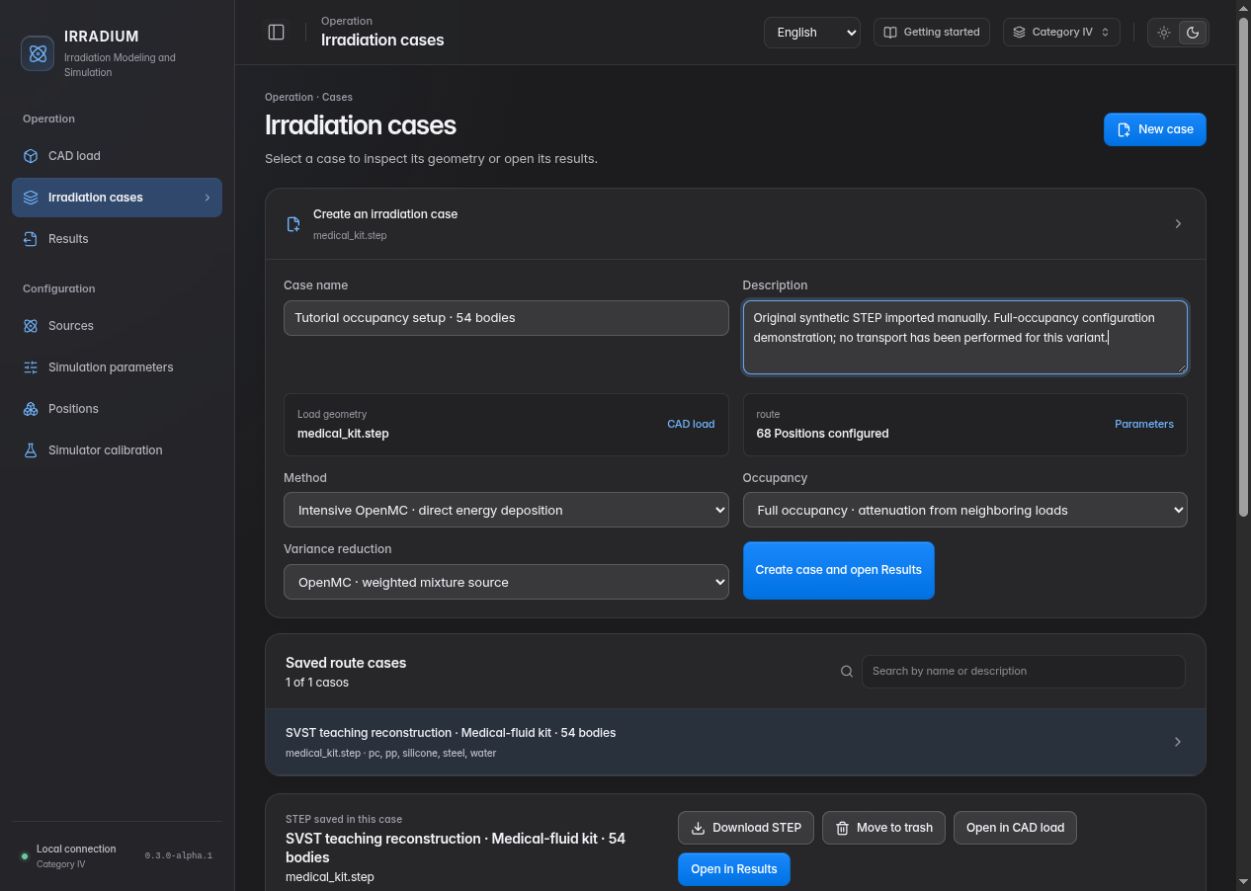 IRRADIUM
Irradiation Modeling and
Simulation
Operation
CAD load
Irradiation cases
Results
Configuration
Sources
Simulation parameters
Positions
Simulator calibration
Local connection
Category IV
0.3.0-alpha.1
Operation
Irradiation cases
English
Getting started
Category IV
Operation · Cases
Irradiation cases
Select a case to inspect its geometry or open its results.
New case
Create an irradiation case
medical_kit.step
Case name
Tutorial occupancy setup · 54 bodies
Description
Original synthetic STEP imported manually. Full-occupancy configuration
demonstration; no transport has been performed for this variant.
Load geometry
medical_kit.step
CAD load
route
68 Positions configured
Parameters
Method
Intensive OpenMC · direct energy deposition
Occupancy
Full occupancy · attenuation from neighboring loads
Variance reduction
OpenMC · weighted mixture source
Create case and open Results
Saved route cases
1 of 1 casos
Search by name or description
SVST teaching reconstruction · Medical-fluid kit · 54 bodies
medical_kit.step · pc, pp, silicone, steel, water
STEP saved in this case
SVST teaching reconstruction · Medical-fluid kit · 54
bodies
medical_kit.step
Download STEP
Move to trash
Open in CAD load
Open in Results